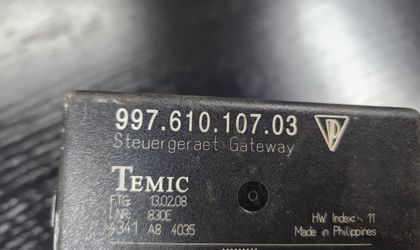 997.610.107.03
Steuergeraet Gateway
TEMIC
FTG: 13.02.08
I NR: 830E
4341 A8 4035
HW Index: 11
Made in Philippines